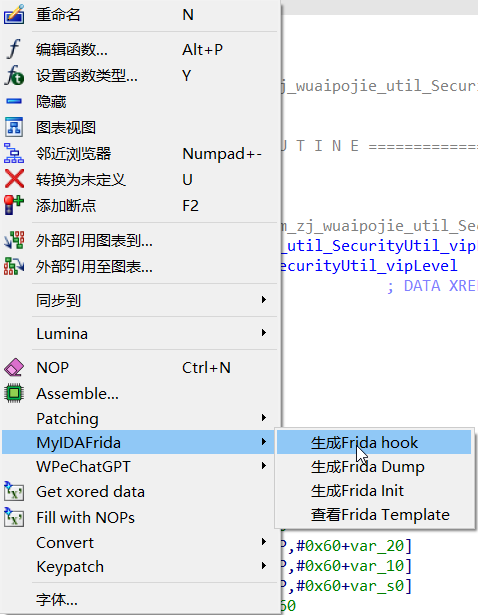 重命名 N
编辑函数... Alt+P
设置函数类型... Y
j_wuaipojie_util_Securi
隐藏
图表视图
U T I N E =============
邻近浏览器 Numpad+-
转换为未定义 U
添加断点 F2
m_zj_wuaipojie_util_Se
外部引用图表到...
_util_SecurityUtil_vipL
外部引用至图表...
ecurityUtil_vipLevel
; DATA XREF
同步到
Lumina
NOP Ctrl+N
Assemble...
Patching
MyIDAFrida
生成Frida hook
WPeChatGPT
生成Frida Dump
Get xored data
生成Frida Init
Fill with NOPs
查看Frida Template
Convert
P,#0x60+var_20]
Keypatch
P,#0x60+var_10]
P,#0x60+var_s0]
字体...
60